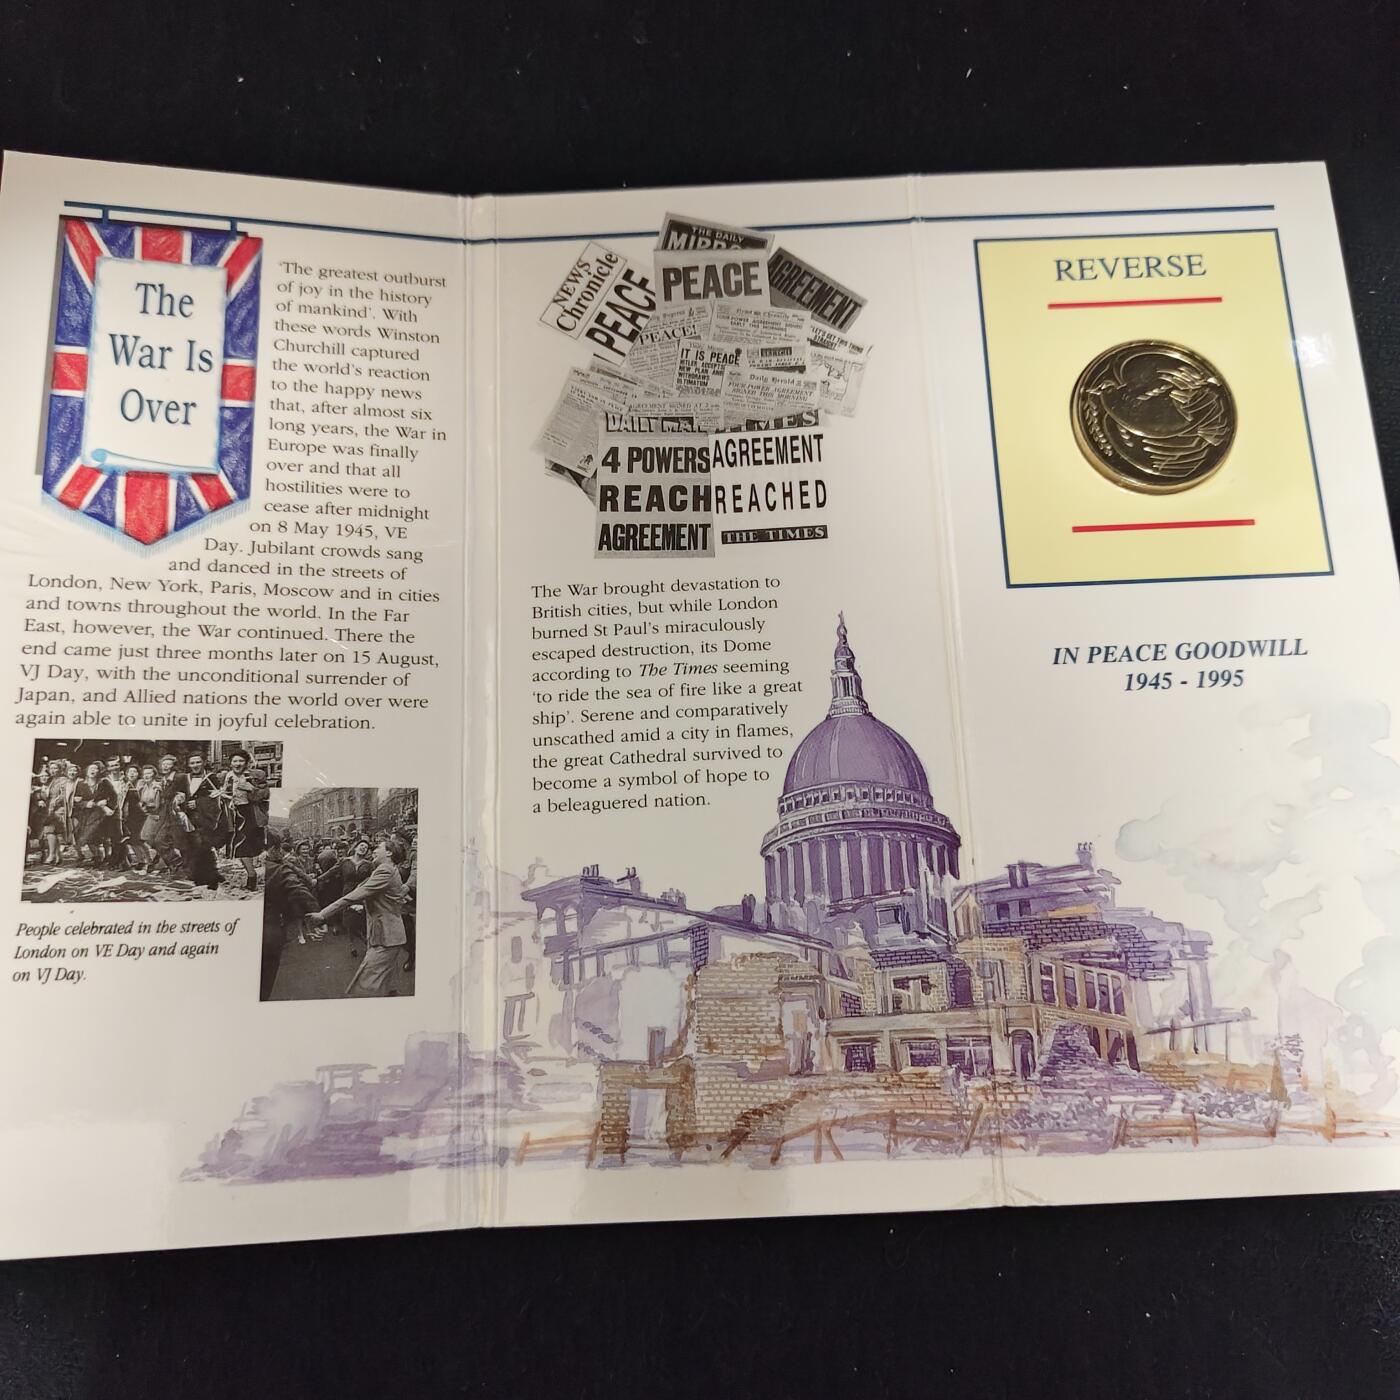 The
War Is
Over
'The greatest outburst
of joy in the history
of mankind'. With
these words Winston
Churchill captured
the world's reaction
to the happy news
that, after almost six
long years, the War in
Europe was finally
over and that all
hostilities were to
cease after midnight
on 8 May 1945, VE
Day. Jubilant crowds sang
and danced in the streets of
London, New York, Paris, Moscow and in cities
and towns throughout the world. In the Far
East, however, the War continued. There the
end came just three months later on 15 August,
VJ Day, with the unconditional surrender of
Japan, and Allied nations the world over were
again able to unite in joyful celebration.
People celebrated in the streets of
London on VE Day and again
on VJ Day.
THE DAILY
MIRRO
NEWS
Chronicle
PEACE
PEACE
AGREEMENT
PEACE!
IT IS PEACE
Daily Herald
DAILY MAIL
TIMES
4 POWERS
REACH
AGREEMENT
AGREEMENT
REACHED
THE TIMES
The War brought devastation to
British cities, but while London
burned St Paul's miraculously
escaped destruction, its Dome
according to The Times seeming
'to ride the sea of fire like a great
ship'. Serene and comparatively
unscathed amid a city in flames,
the great Cathedral survived to
become a symbol of hope to
a beleaguered nation.
REVERSE
IN PEACE GOODWILL
1945 - 1995